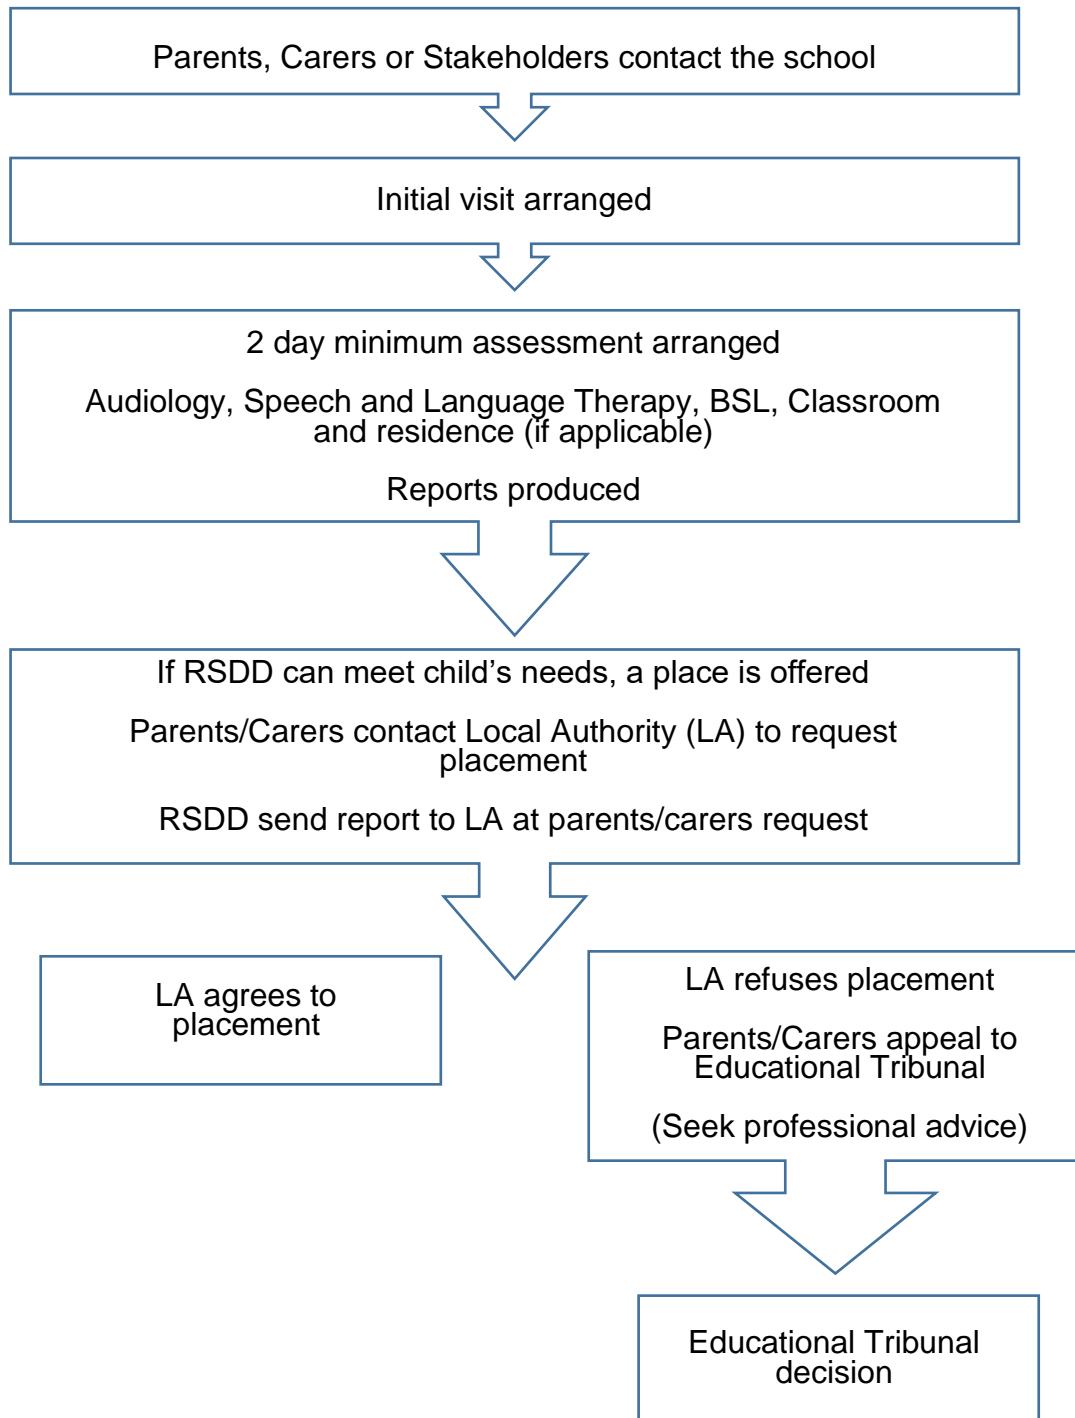 Parents, Carers or Stakeholders contact the school
Initial visit arranged
2 day minimum assessment arranged
Audiology, Speech and Language Therapy, BSL, Classroom
and residence (if applicable)
Reports produced
If RSDD can meet child’s needs, a place is offered
Parents/Carers contact Local Authority (LA) to request
placement
RSDD send report to LA at parents/carers request
LA agrees to
placement
LA refuses placement
Parents/Carers appeal to
Educational Tribunal
(Seek professional advice)
Educational Tribunal
decision